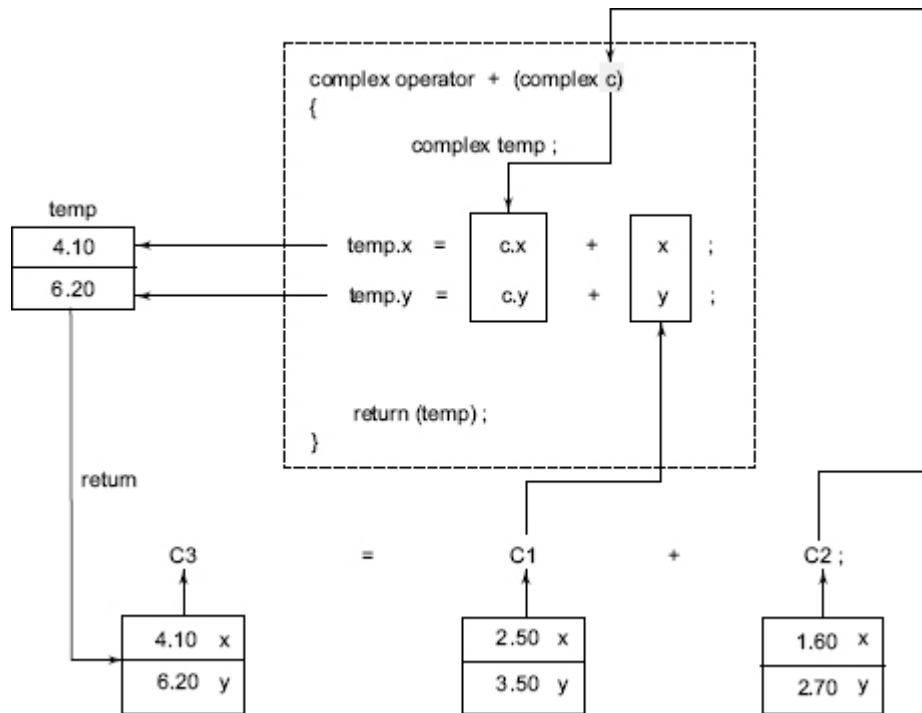 complex operator + (complex c)
{
complex temp ;
temp
4.10
6.20
temp.x = c.x + x ;
temp.y = c.y + y ;
return (temp) ;
}
return
C3 = C1 + C2 ;
4.10 x
6.20 y
2.50 x
3.50 y
1.60 x
2.70 y